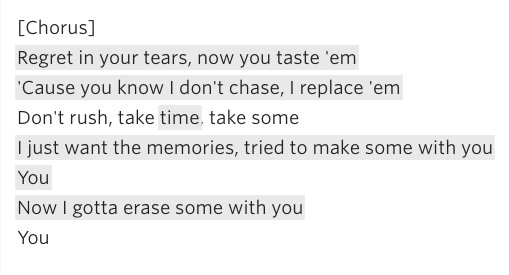 [Chorus]
Regret in your tears, now you taste 'em
'Cause you know I don't chase, I replace 'em
Don't rush, take time, take some
I just want the memories, tried to make some with you
You
Now I gotta erase some with you
You